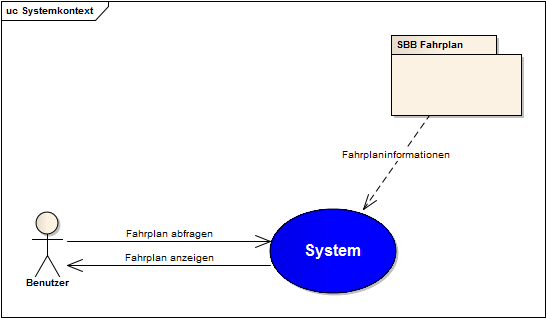 uc Systemkontext
SBB Fahrplan
Fahrplaninformationen
Fahrplan abfragen
System
Fahrplan anzeigen
Benutzer